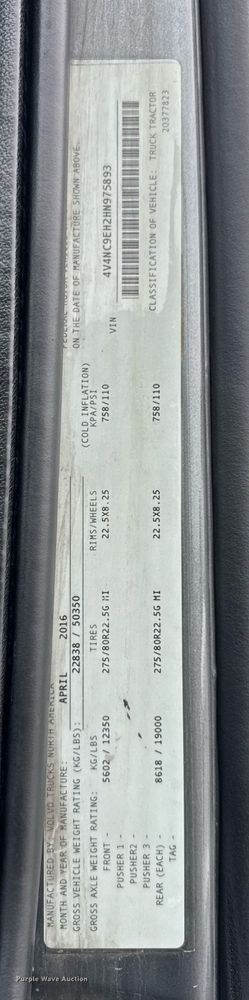 MANUFACTURED BY: VOLVO TRUCKS NORTH AMERICA
MONTH AND YEAR OF MANUFACTURE: APRIL 2016
GROSS VEHICLE WEIGHT RATING (KG/LBS): 22838 / 50350
GROSS AXLE WEIGHT RATING: KG/LBS TIRES RIMS/WHEELS (COLD INFLATION) KPA/PSI
FRONT - 5602 / 12350 275/80R22.5G MI 22.5X8.25 758/110
PUSHER 1 -
PUSHER2 -
PUSHER 3 -
REAR (EACH) - 8618 / 19000 275/80R22.5G MI 22.5X8.25 758/110
TAG -
ON THE DATE OF MANUFACTURE SHOWN ABOVE.
VIN 4V4NC9EH2HN975893
CLASSIFICATION OF VEHICLE: TRUCK TRACTOR
20377823
Purple Wave Auction